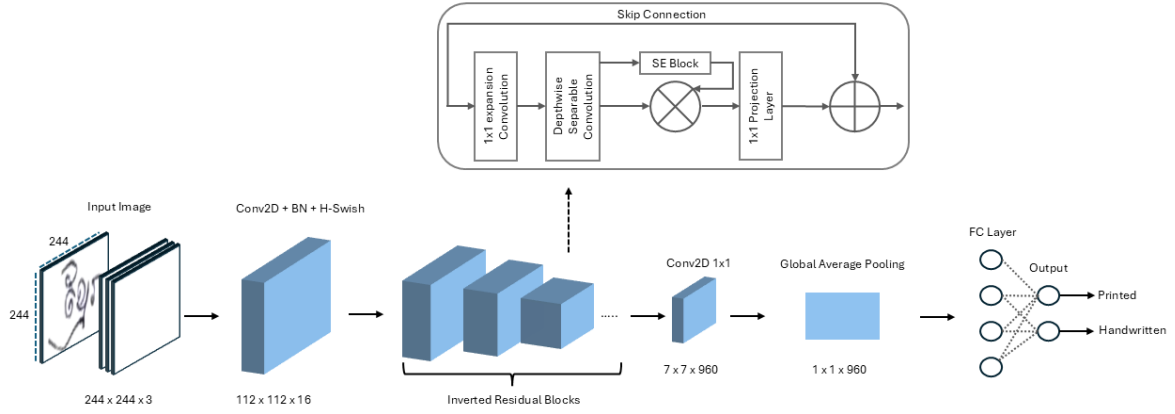 Skip Connection
1x1 expansion
Convolution
Depthwise
Separable
Convolution
SE Block
1x1 Projection
Layer
Input Image
244
244
244 x 244 x 3
Conv2D + BN + H-Swish
112 x 112 x 16
.....
Inverted Residual Blocks
Conv2D 1x1
7 x 7 x 960
Global Average Pooling
1 x 1 x 960
FC Layer
Output
Printed
Handwritten